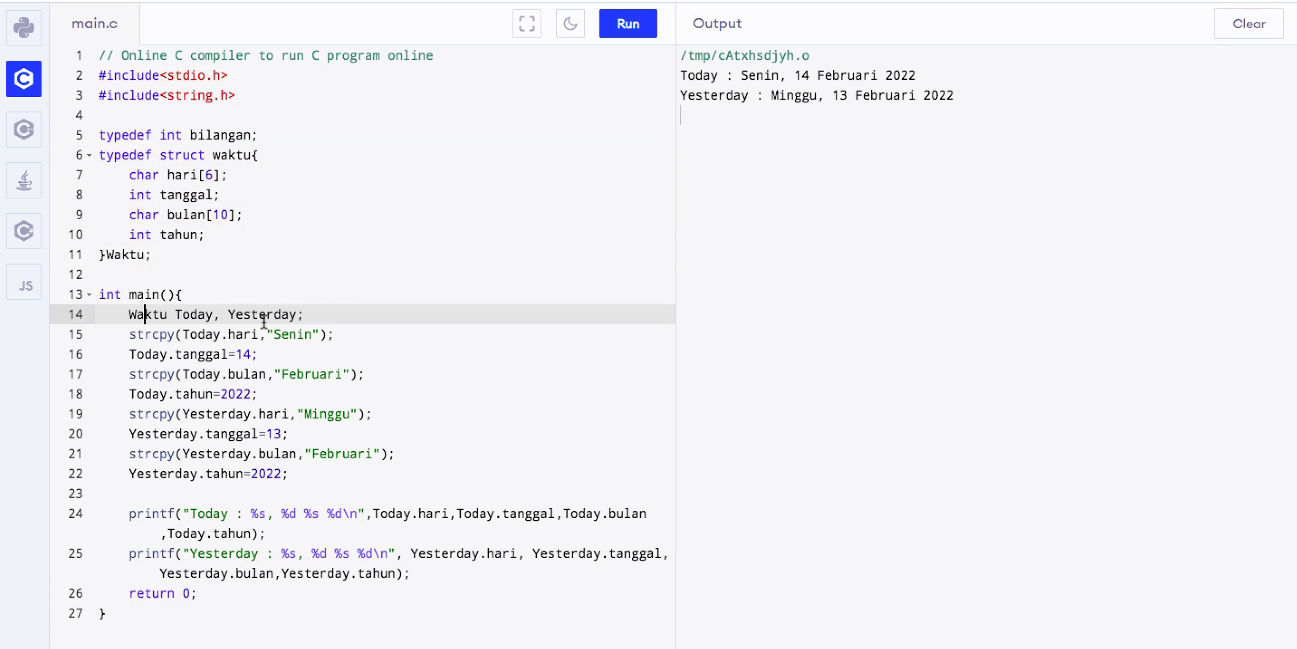 main.c
Run
Output
Clear
1 // Online C compiler to run C program online
2 #include<stdio.h>
3 #include<string.h>
4
5 typedef int bilangan;
6 typedef struct waktu{
7 char hari[6];
8 int tanggal;
9 char bulan[10];
10 int tahun;
11 }Waktu;
12
13 int main(){
14 Waktu Today, Yesterday;
15 strcpy(Today.hari,"Senin");
16 Today.tanggal=14;
17 strcpy(Today.bulan,"Februari");
18 Today.tahun=2022;
19 strcpy(Yesterday.hari,"Minggu");
20 Yesterday.tanggal=13;
21 strcpy(Yesterday.bulan,"Februari");
22 Yesterday.tahun=2022;
23
24 printf("Today : %s, %d %s %d\n",Today.hari,Today.tanggal,Today.bulan
,Today.tahun);
25 printf("Yesterday : %s, %d %s %d\n", Yesterday.hari, Yesterday.tanggal,
Yesterday.bulan,Yesterday.tahun);
26 return 0;
27 }
JS
/tmp/cAtxhsdjyh.o
Today : Senin, 14 Februari 2022
Yesterday : Minggu, 13 Februari 2022